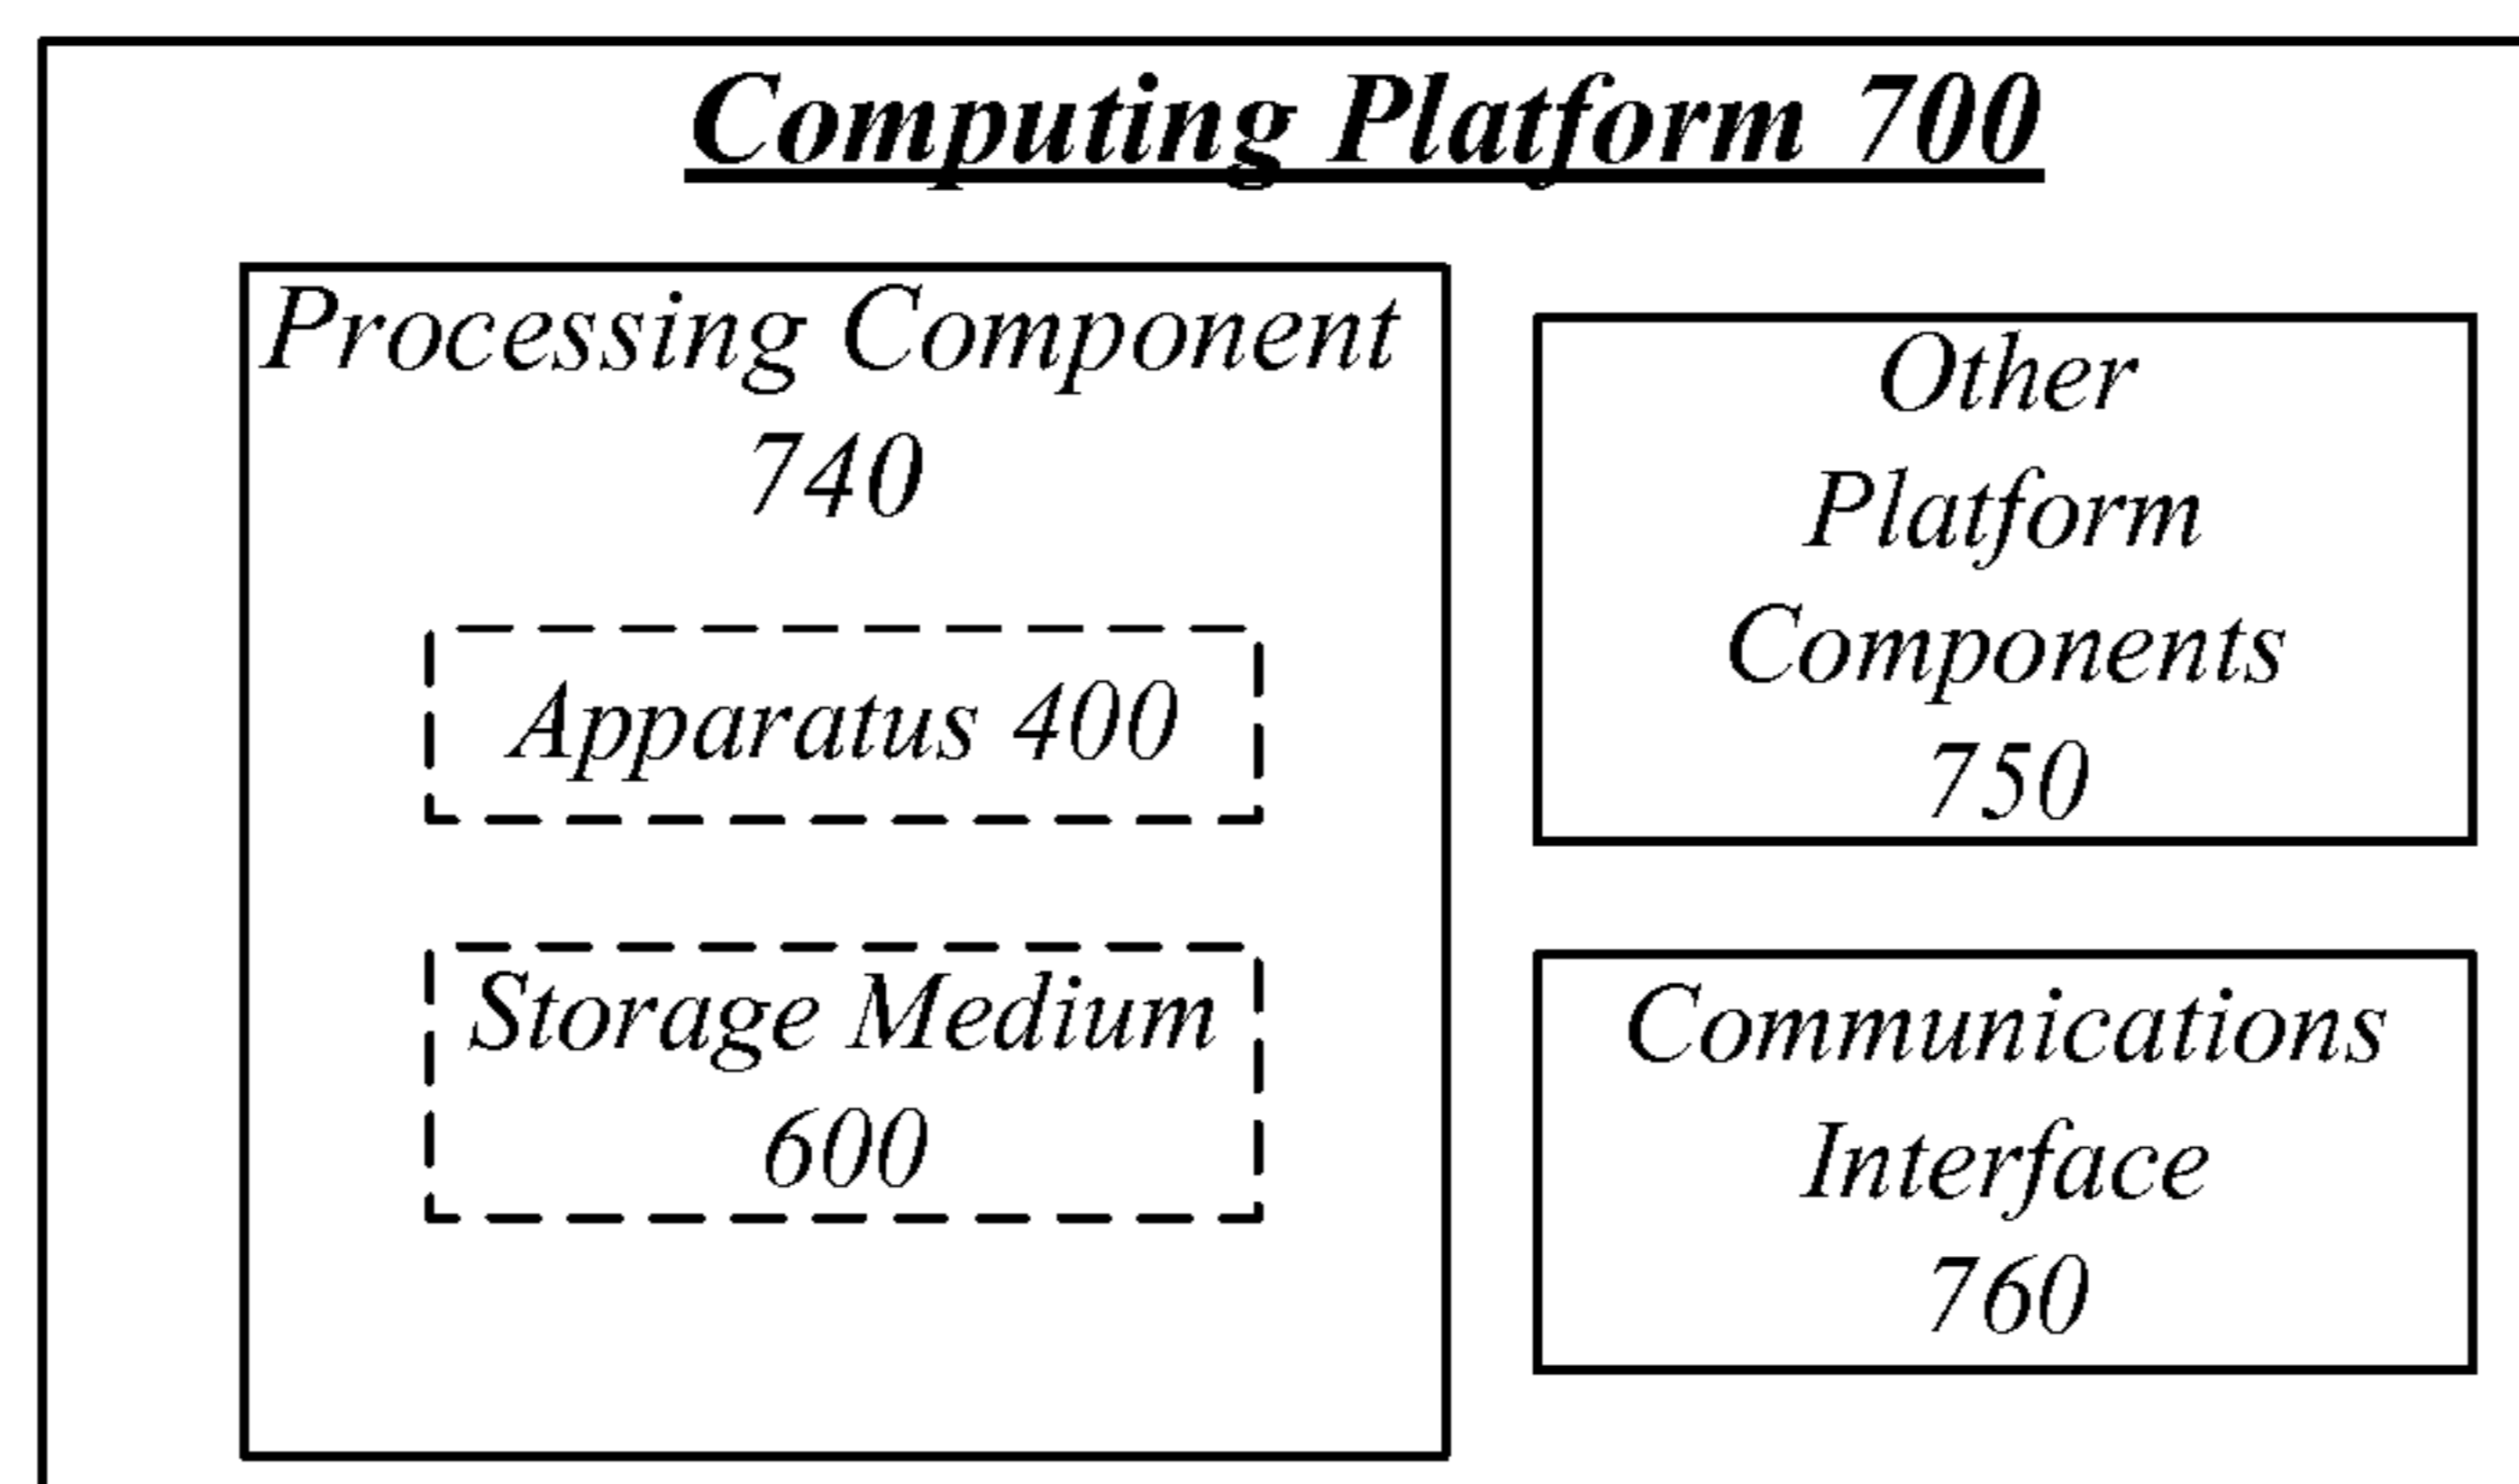 Computing Platform 700
Processing Component
740
Apparatus 400
Storage Medium
600
Other
Platform
Components
750
Communications
Interface
760